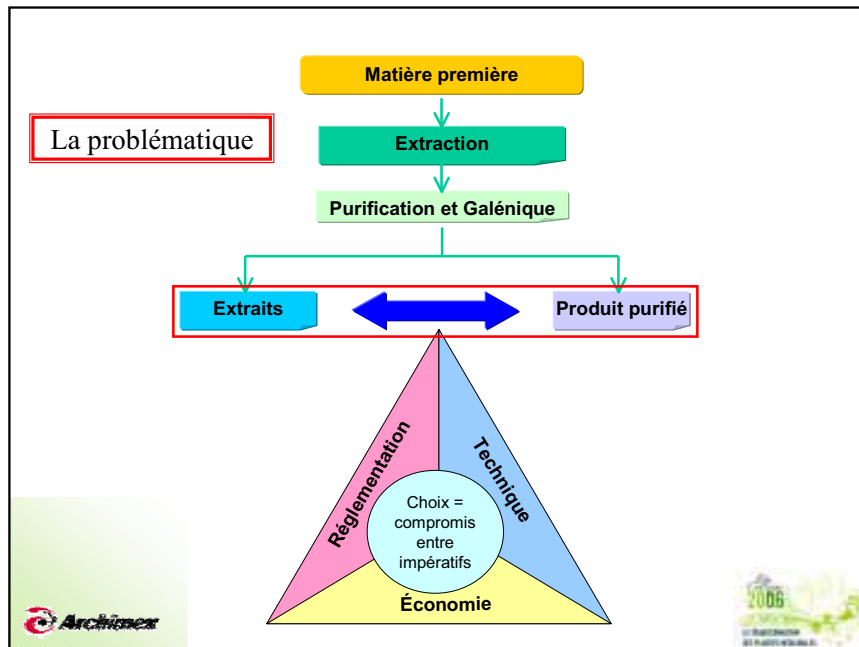 Matière première
La problématique
Extraction
Purification et Galénique
Extraits
Produit purifié
Réglementation
Technique
Choix =
compromis
entre
impératifs
Économie
Archimex
2006